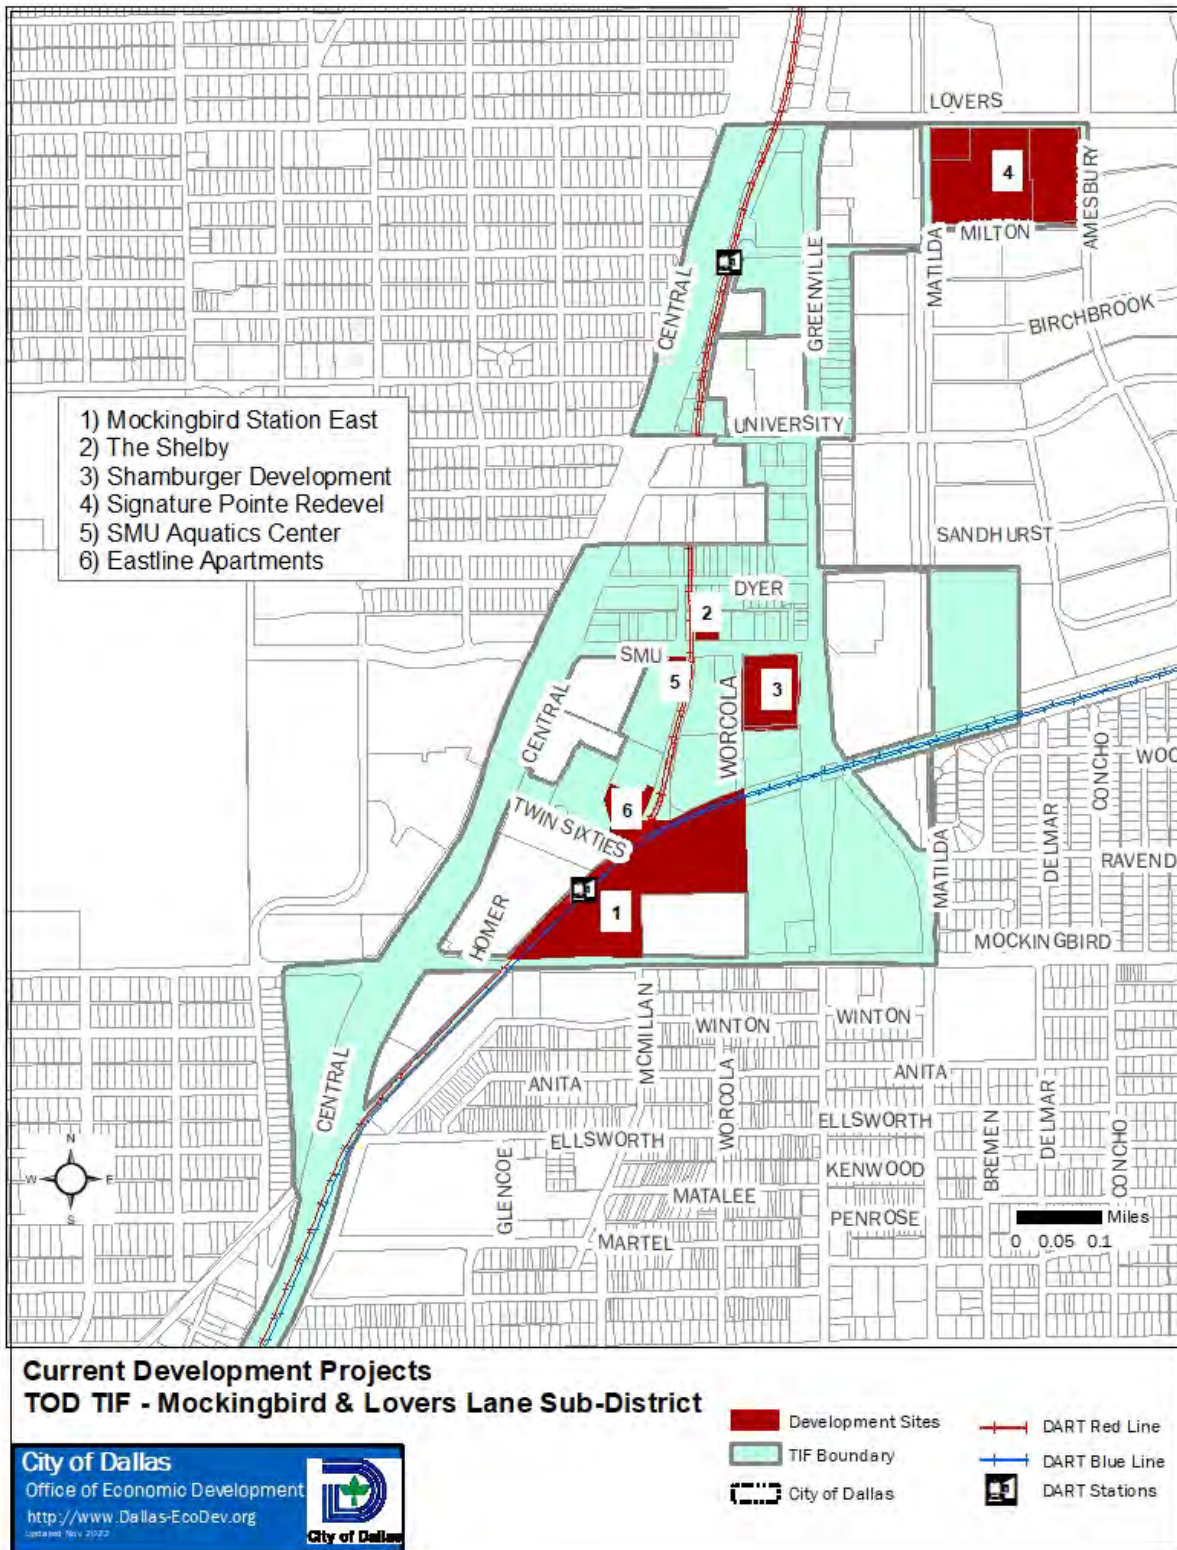 LOVERS
AMESBURY
4
MILTON
MATILDA
GREENVILLE
CENTRAL
BIRCHBROOK
UNIVERSITY
1) Mockingbird Station East
2) The Shelby
3) Shamburger Development
4) Signature Pointe Redevel
5) SMU Aquatics Center
6) Eastline Apartments
SANDHURST
DYER
2
SMU
5
3
WORCOLA
CENTRAL
CONCHO
WOO
6
TWIN SIXTIES
DELMAR
MATILDA
RAVEND
1
HOMER
MOCKINGBIRD
MCMILLAN
WINTON
WINTON
CENTRAL
ANITA
ANITA
WORCOLA
ELLSWORTH
ELLSWORTH
BREMEN
DELMAR
CONCHO
GLENCOE
KENWOOD
MATALEE
PENROSE
MARTEL
N
W E
S
Miles
0 0.05 0.1
Current Development Projects
TOD TIF - Mockingbird & Lovers Lane Sub-District
City of Dallas
Office of Economic Development
http://www.Dallas-EcoDev.org
Updated Nov 2022
City of Dallas
Development Sites
TIF Boundary
City of Dallas
DART Red Line
DART Blue Line
DART Stations